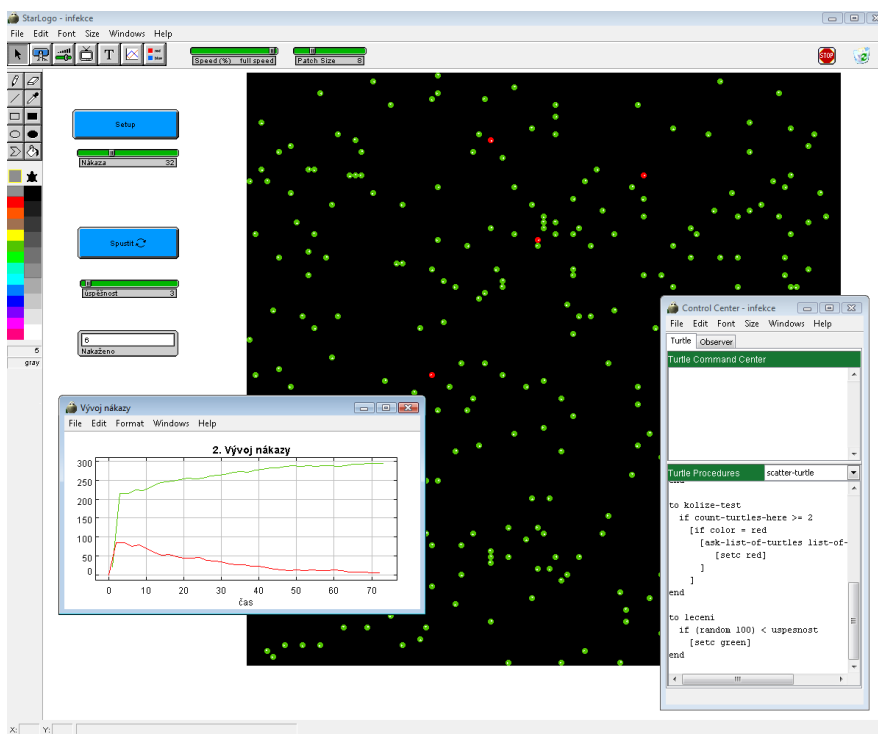 StarLogo - infekce
File Edit Font Size Windows Help
T
Speed (%) full speed
Patch Size 8
STOP
Setup
Nákaza 32
Spustit
úspěšnost 3
6
Nakaženo
5
gray
Control Center - infekce
File Edit Font Size Windows Help
Turtle Observer
Turtle Command Center
Turtle Procedures scatter-turtle
end
to kolize-test
if count-turtles-here >= 2
[if color = red
[ask-list-of-turtles list-of-
[setc red]
]
]
end
to leceni
if (random 100) < uspesnost
[setc green]
end
Vývoj nákazy
File Edit Format Windows Help
2. Vývoj nákazy
300
250
200
150
100
50
0
0 10 20 30 40 50 60 70
čas
X: Y: